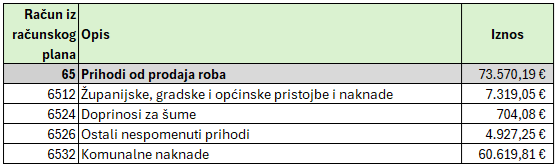 Račun iz računskog plana Opis Iznos
65 Prihodi od prodaja roba 73.570,19 €
6512 Županijske, gradske i općinske pristojbe i naknade 7.319,05 €
6524 Doprinosi za šume 704,08 €
6526 Ostali nespomenuti prihodi 4.927,25 €
6532 Komunalne naknade 60.619,81 €